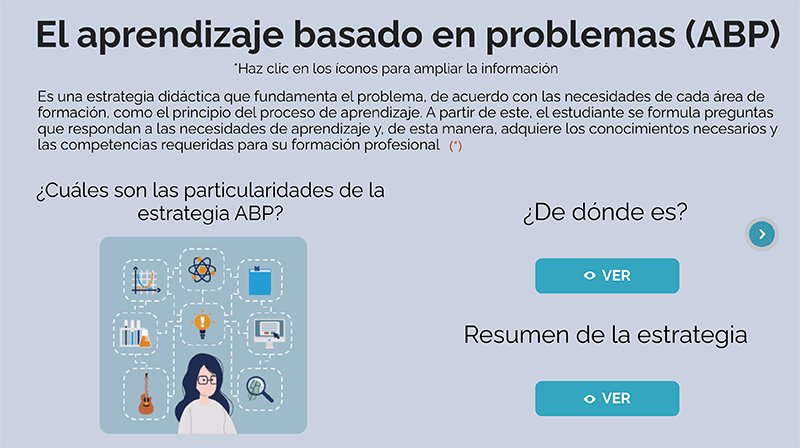 El aprendizaje basado en problemas (ABP)
*Haz clic en los íconos para ampliar la información
Es una estrategia didáctica que fundamenta el problema, de acuerdo con las necesidades de cada área de
formación, como el principio del proceso de aprendizaje. A partir de este, el estudiante se formula preguntas
que respondan a las necesidades de aprendizaje y, de esta manera, adquiere los conocimientos necesarios y
las competencias requeridas para su formación profesional (*)
¿Cuáles son las particularidades de la
estrategia ABP?
¿De dónde es?
VER
Resumen de la estrategia
VER